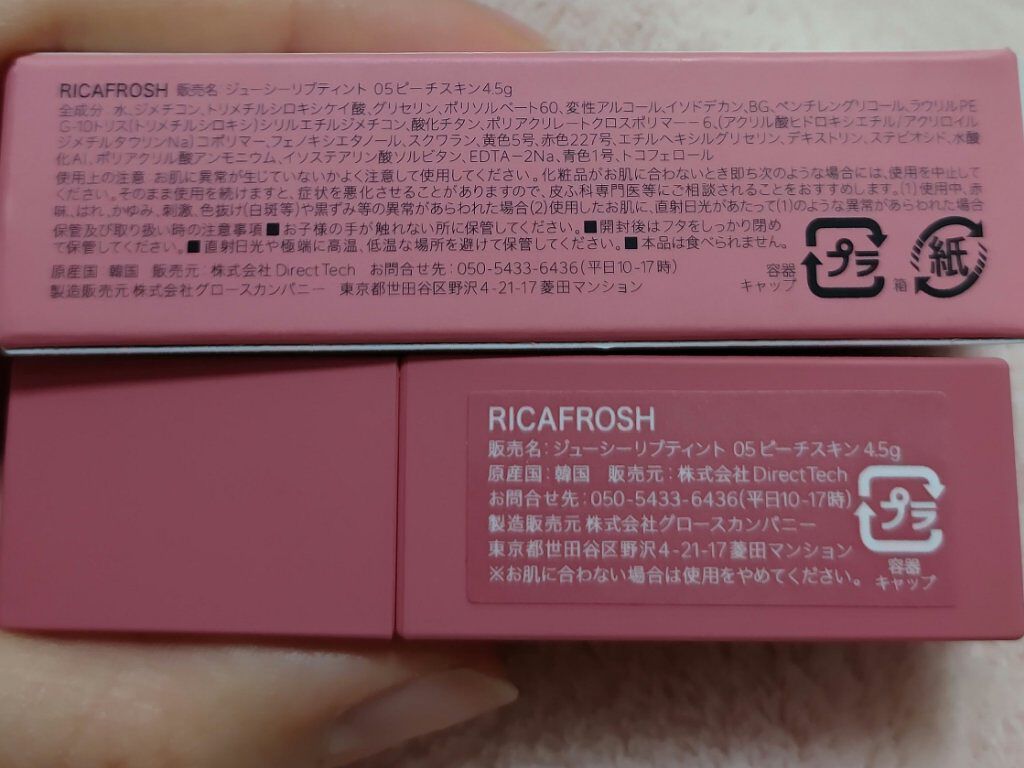 RICAFROSH 販売名 ジューシーリプティント 05ピーチスキン4.5g
全成分 水、ジメチコン、トリメチルシロキシケイ酸、グリセリン、ポリソルベート60、変性アルコール、イソドデカン、BG、ペンチレングリコール、ラウリルPE
G-10トリス(トリメチルシロキシ)シリルエチルジメチコン、酸化チタン、ポリアクリレートクロスポリマー-6、(アクリル酸ヒドロキシエチル/アクリロイル
ジメチルタウリンNa)コポリマー、フェノキシエタノール、スクワラン、黄色5号、赤色227号、エチルヘキシルグリセリン、デキストリン、ステビオシド、水酸
化Al、ポリアクリル酸アンモニウム、イソステアリン酸ソルビタン、EDTA-2Na、青色1号、トコフェロール
使用上の注意 お肌に異常が生じていないかよく注意して使用してください。化粧品がお肌に合わないとき即ち次のような場合には、使用を中止して
ください。そのまま使用を続けますと、症状を悪化させることがありますので、皮ふ科専門医等にご相談されることをおすすめします。(1)使用中、赤
味、はれ、かゆみ、刺激、色抜け(白斑等)や黒ずみ等の異常があらわれた場合(2)使用したお肌に、直射日光があたって(1)のような異常があらわれた場合
保管及び取り扱い時の注意事項■お子様の手が触れない所に保管してください。■開封後はフタをしっかり閉め
て保管してください。■直射日光や極端に高温、低温な場所を避けて保管してください。■本品は食べられません。
原産国:韓国 販売元:株式会社DirectTech お問合せ先:050-5433-6436(平日10-17時)
製造販売元 株式会社グロースカンパニー 東京都世田谷区野沢4-21-17菱田マンション
容器
キャップ
プラ
箱
紙
RICAFROSH
販売名:ジューシーリプティント 05ピーチスキン4.5g
原産国:韓国 販売元:株式会社DirectTech
お問合せ先:050-5433-6436(平日10-17時)
製造販売元 株式会社グロースカンパニー
東京都世田谷区野沢4-21-17菱田マンション
※お肌に合わない場合は使用をやめてください。
プラ
容器
キャップ